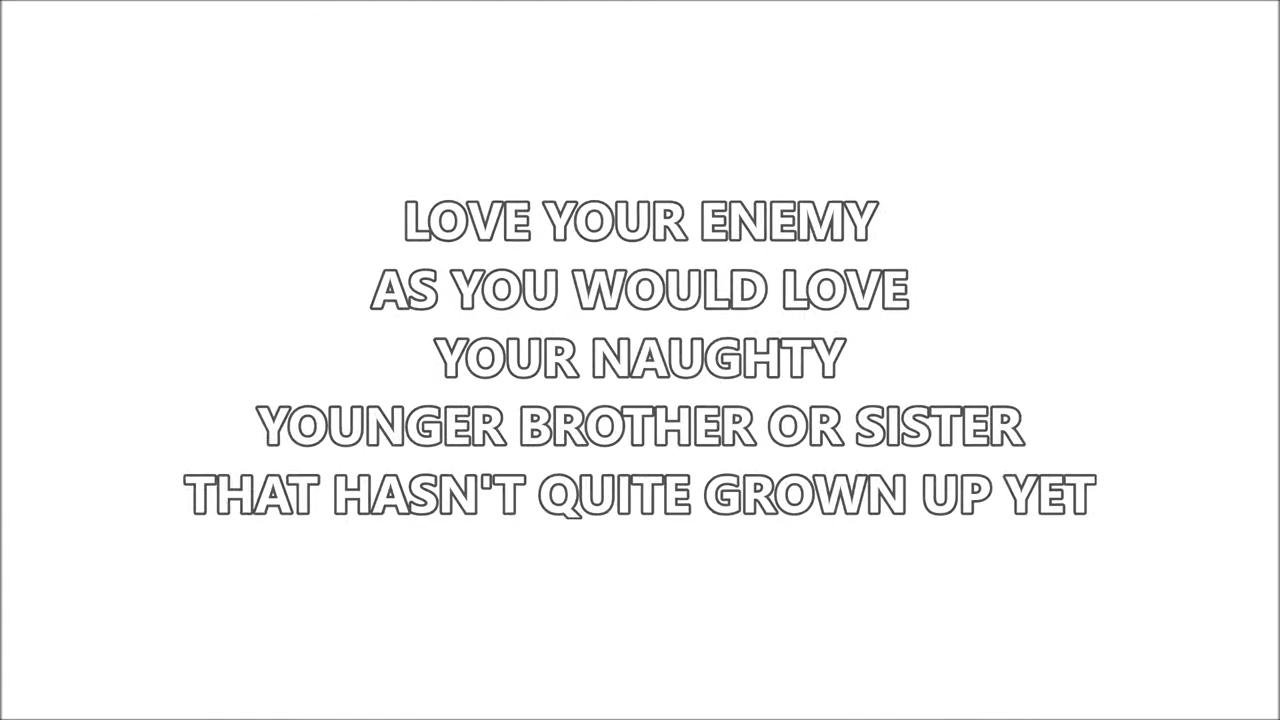 LOVE YOUR ENEMY
AS YOU WOULD LOVE
YOUR NAUGHTY
YOUNGER BROTHER OR SISTER
THAT HASN'T QUITE GROWN UP YET